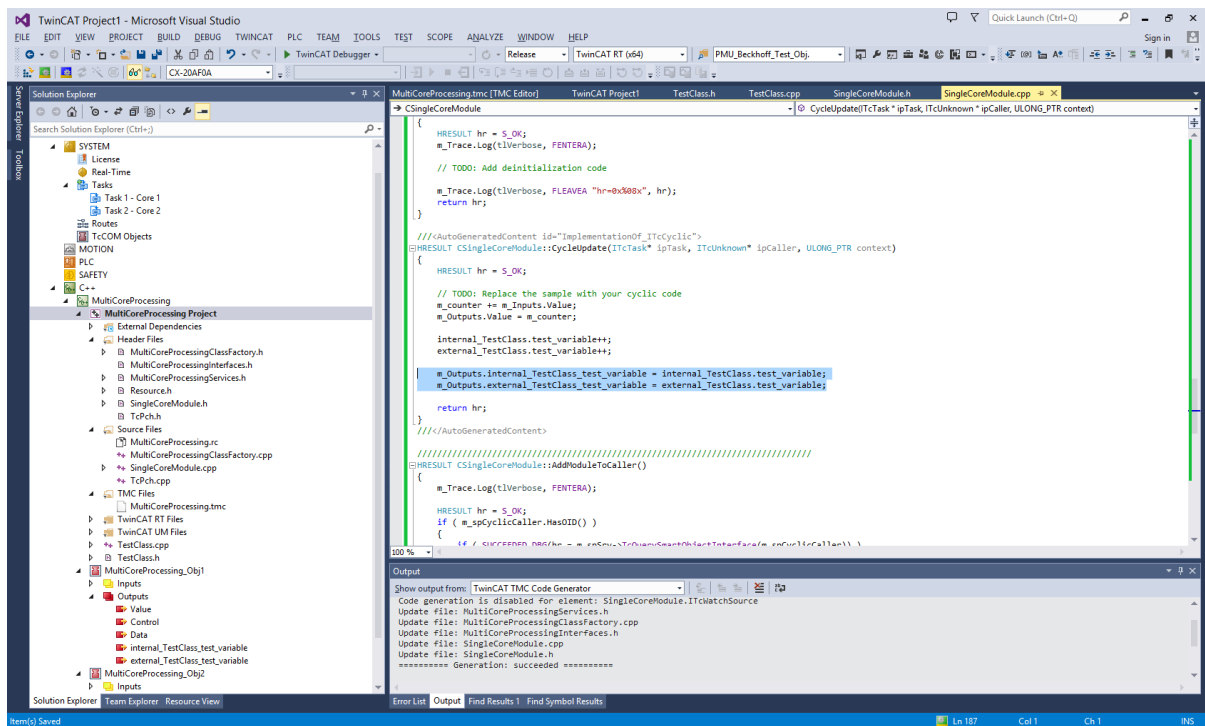 TwinCAT Project1 - Microsoft Visual Studio
Quick Launch (Ctrl+Q)
FILE EDIT VIEW PROJECT BUILD DEBUG TWINCAT PLC TEAM TOOLS TEST SCOPE ANALYZE WINDOW HELP
Sign in
TwinCAT Debugger
Release
TwinCAT RT (x64)
PMU_Beckhoff_Test_Obj.
CX-20AF0A
Server Explorer
Toolbox
Solution Explorer
Search Solution Explorer (Ctrl+;)
SYSTEM
License
Real-Time
Tasks
Task 1 - Core 1
Task 2 - Core 2
Routes
TcCOM Objects
MOTION
PLC
SAFETY
C++
MultiCoreProcessing
MultiCoreProcessing Project
External Dependencies
Header Files
MultiCoreProcessingClassFactory.h
MultiCoreProcessingInterfaces.h
MultiCoreProcessingServices.h
Resource.h
SingleCoreModule.h
TcPch.h
Source Files
MultiCoreProcessing.rc
MultiCoreProcessingClassFactory.cpp
SingleCoreModule.cpp
TcPch.cpp
TMC Files
MultiCoreProcessing.tmc
TwinCAT RT Files
TwinCAT UM Files
TestClass.cpp
TestClass.h
MultiCoreProcessing_Obj1
Inputs
Outputs
Value
Control
Data
internal_TestClass_test_variable
external_TestClass_test_variable
MultiCoreProcessing_Obj2
Inputs
Solution Explorer Team Explorer Resource View
MultiCoreProcessing.tmc [TMC Editor] TwinCAT Project1 TestClass.h TestClass.cpp SingleCoreModule.h SingleCoreModule.cpp
CSingleCoreModule
CycleUpdate(ITcTask* ipTask, ITcUnknown* ipCaller, ULONG_PTR context)
{
HRESULT hr = S_OK;
m_Trace.Log(tlVerbose, FENTERA);
// TODO: Add deinitialization code
m_Trace.Log(tlVerbose, FLEAVEA "hr=0x%08x", hr);
return hr;
}
///<AutoGeneratedContent id="ImplementationOf_ITcCyclic">
HRESULT CSingleCoreModule::CycleUpdate(ITcTask* ipTask, ITcUnknown* ipCaller, ULONG_PTR context)
{
HRESULT hr = S_OK;
// TODO: Replace the sample with your cyclic code
m_counter += m_Inputs.Value;
m_Outputs.Value = m_counter;
internal_TestClass.test_variable++;
external_TestClass.test_variable++;
m_Outputs.internal_TestClass_test_variable = internal_TestClass.test_variable;
m_Outputs.external_TestClass_test_variable = external_TestClass.test_variable;
return hr;
}
///</AutoGeneratedContent>
///////////////////////////////////////////////////////////////////////////////
HRESULT CSingleCoreModule::AddModuleToCaller()
{
m_Trace.Log(tlVerbose, FENTERA);
HRESULT hr = S_OK;
if ( m_spCyclicCaller.HasOID() )
{
if ( SUCCEEDED_DBG(hr = m_spSrv->TcQuerySmartObjectInterface(m_spCyclicCaller)) )
100 %
Output
Show output from: TwinCAT TMC Code Generator
Code generation is disabled for element: SingleCoreModule.ITcWatchSource
Update file: MultiCoreProcessingServices.h
Update file: MultiCoreProcessingClassFactory.cpp
Update file: MultiCoreProcessingInterfaces.h
Update file: SingleCoreModule.cpp
Update file: SingleCoreModule.h
========== Generation: succeeded ==========
Error List Output Find Results 1 Find Symbol Results
Item(s) Saved
Ln 187 Col 1 Ch 1 INS